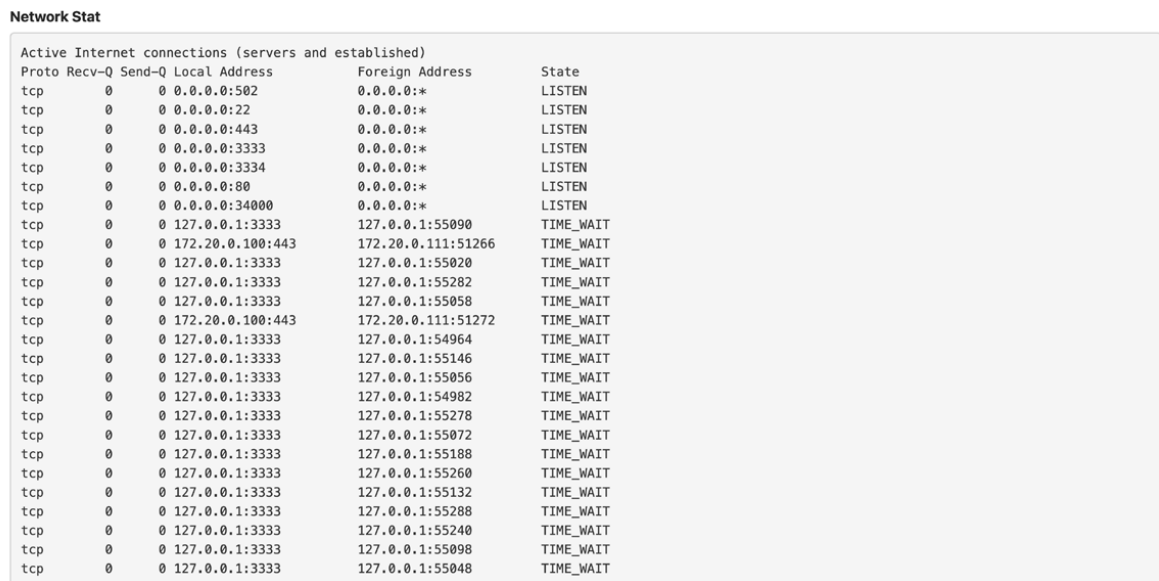 Network Stat
Active Internet connections (servers and established)
Proto Recv-Q Send-Q Local Address           Foreign Address         State
tcp        0      0 0.0.0.0:502             0.0.0.0:*               LISTEN
tcp        0      0 0.0.0.0:22              0.0.0.0:*               LISTEN
tcp        0      0 0.0.0.0:443             0.0.0.0:*               LISTEN
tcp        0      0 0.0.0.0:3333            0.0.0.0:*               LISTEN
tcp        0      0 0.0.0.0:3334            0.0.0.0:*               LISTEN
tcp        0      0 0.0.0.0:80              0.0.0.0:*               LISTEN
tcp        0      0 0.0.0.0:34000           0.0.0.0:*               LISTEN
tcp        0      0 127.0.0.1:3333          127.0.0.1:55090         TIME_WAIT
tcp        0      0 172.20.0.100:443        172.20.0.111:51266      TIME_WAIT
tcp        0      0 127.0.0.1:3333          127.0.0.1:55020         TIME_WAIT
tcp        0      0 127.0.0.1:3333          127.0.0.1:55282         TIME_WAIT
tcp        0      0 127.0.0.1:3333          127.0.0.1:55058         TIME_WAIT
tcp        0      0 172.20.0.100:443        172.20.0.111:51272      TIME_WAIT
tcp        0      0 127.0.0.1:3333          127.0.0.1:54964         TIME_WAIT
tcp        0      0 127.0.0.1:3333          127.0.0.1:55146         TIME_WAIT
tcp        0      0 127.0.0.1:3333          127.0.0.1:55056         TIME_WAIT
tcp        0      0 127.0.0.1:3333          127.0.0.1:54982         TIME_WAIT
tcp        0      0 127.0.0.1:3333          127.0.0.1:55278         TIME_WAIT
tcp        0      0 127.0.0.1:3333          127.0.0.1:55072         TIME_WAIT
tcp        0      0 127.0.0.1:3333          127.0.0.1:55188         TIME_WAIT
tcp        0      0 127.0.0.1:3333          127.0.0.1:55260         TIME_WAIT
tcp        0      0 127.0.0.1:3333          127.0.0.1:55132         TIME_WAIT
tcp        0      0 127.0.0.1:3333          127.0.0.1:55288         TIME_WAIT
tcp        0      0 127.0.0.1:3333          127.0.0.1:55240         TIME_WAIT
tcp        0      0 127.0.0.1:3333          127.0.0.1:55098         TIME_WAIT
tcp        0      0 127.0.0.1:3333          127.0.0.1:55048         TIME_WAIT